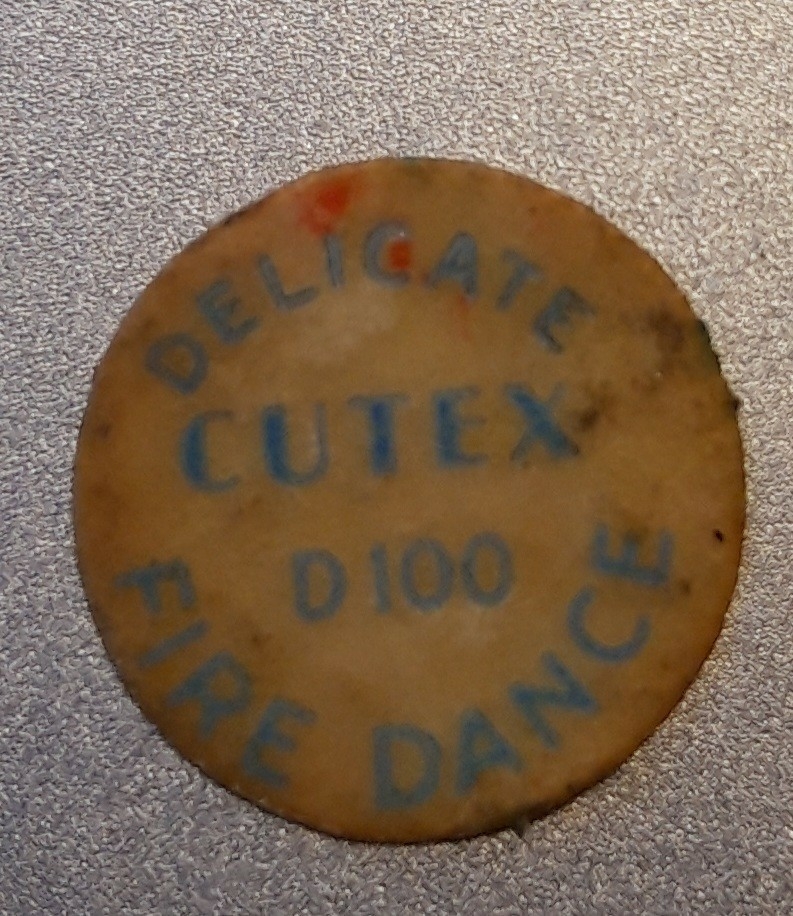 DELICATE
CUTEX
D100
FIRE DANCE